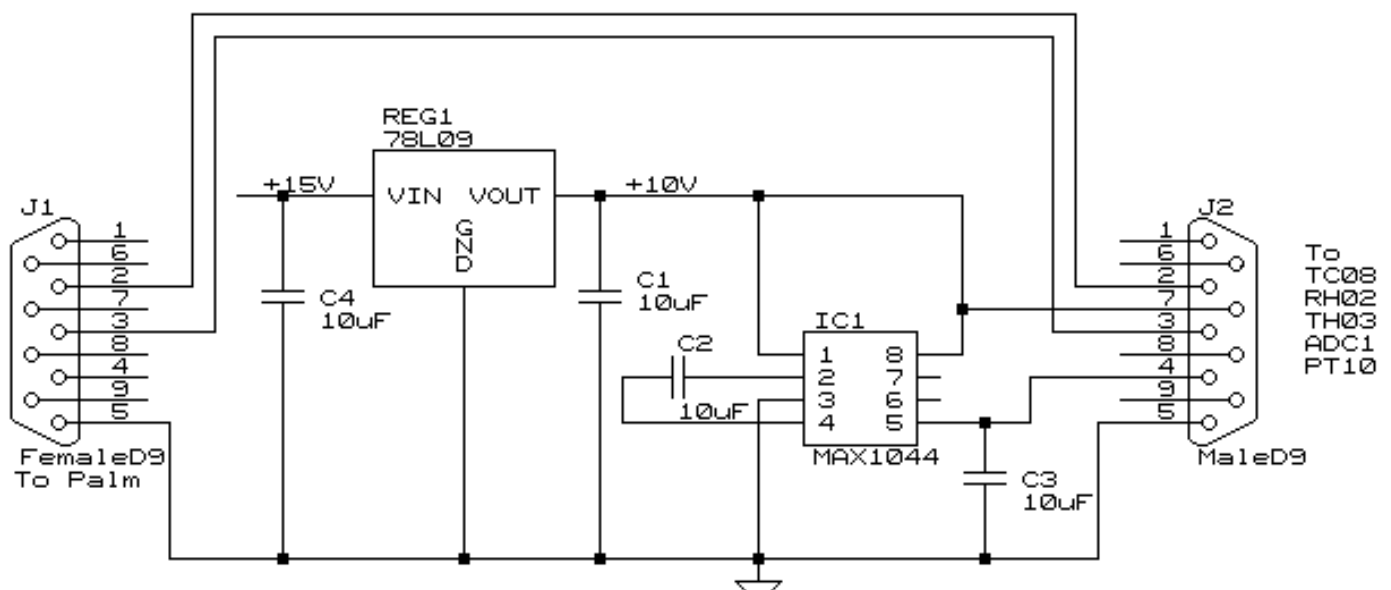 REG1
78L09
+15V
VIN VOUT
GND
+10V
J1
1
6
2
7
3
8
4
9
5
FemaleD9
To Palm
C4
10uF
C1
10uF
C2
10uF
IC1
1 8
2 7
3 6
4 5
MAX1044
C3
10uF
J2
1
6
2
7
3
8
4
9
5
MaleD9
To
TC08
RH02
TH03
ADC1
PT10